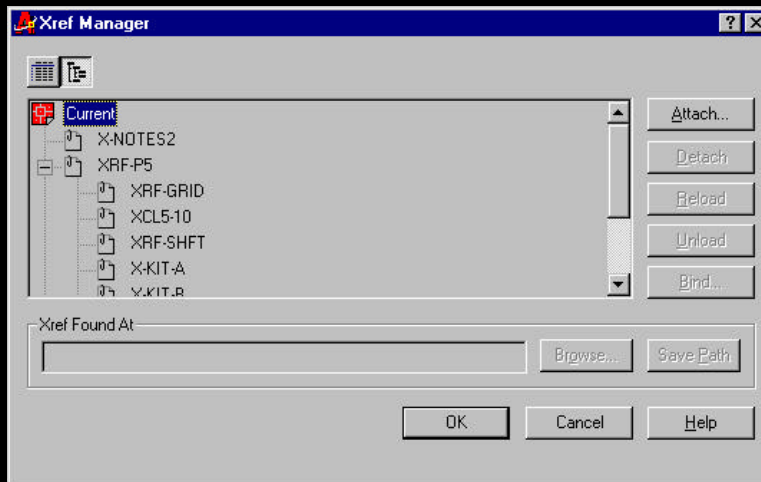 Xref Manager
Current
X-NOTES2
XRF-P5
XRF-GRID
XCL5-10
XRF-SHFT
X-KIT-A
X-KIT-B
Attach...
Detach
Reload
Unload
Bind...
Xref Found At
Browse...
Save Path
OK
Cancel
Help